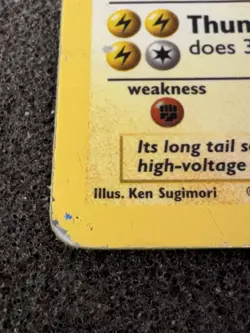 Thun
does 3
weakness
Its long tail s
high-voltage
Illus. Ken Sugimori ©